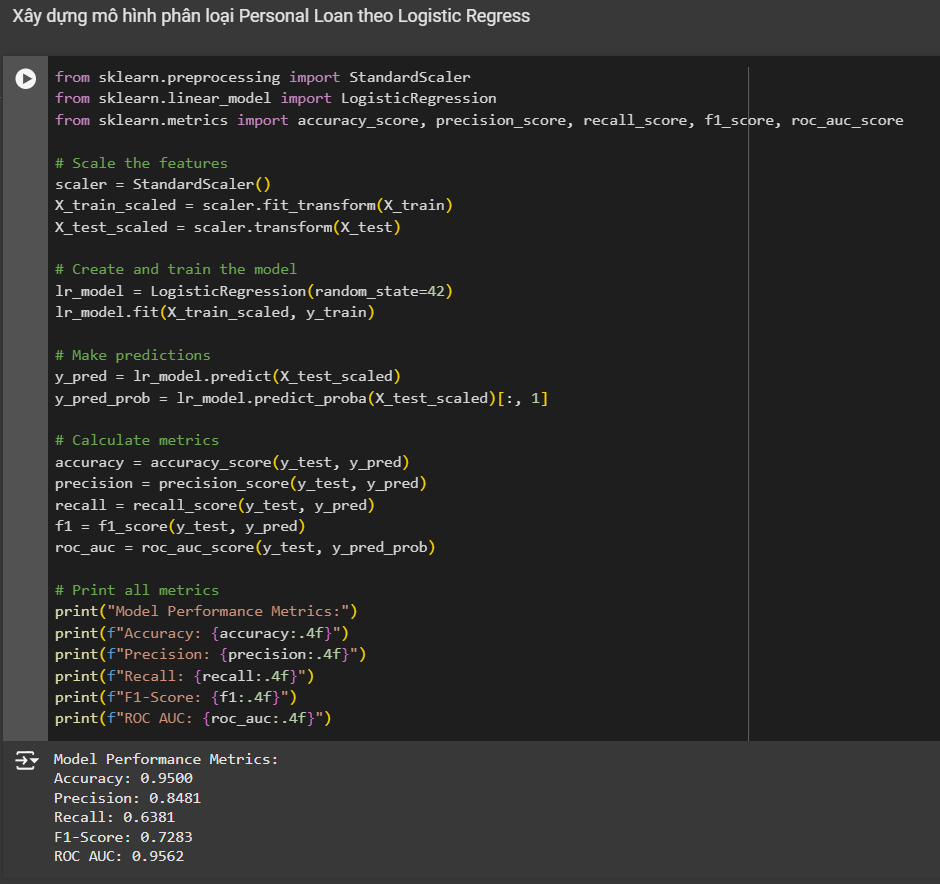 Xây dựng mô hình phân loại Personal Loan theo Logistic Regress
from sklearn.preprocessing import StandardScaler
from sklearn.linear_model import LogisticRegression
from sklearn.metrics import accuracy_score, precision_score, recall_score, f1_score, roc_auc_score
# Scale the features
scaler = StandardScaler()
X_train_scaled = scaler.fit_transform(X_train)
X_test_scaled = scaler.transform(X_test)
# Create and train the model
lr_model = LogisticRegression(random_state=42)
lr_model.fit(X_train_scaled, y_train)
# Make predictions
y_pred = lr_model.predict(X_test_scaled)
y_pred_prob = lr_model.predict_proba(X_test_scaled)[:, 1]
# Calculate metrics
accuracy = accuracy_score(y_test, y_pred)
precision = precision_score(y_test, y_pred)
recall = recall_score(y_test, y_pred)
f1 = f1_score(y_test, y_pred)
roc_auc = roc_auc_score(y_test, y_pred_prob)
# Print all metrics
print("Model Performance Metrics:")
print(f"Accuracy: {accuracy:.4f}")
print(f"Precision: {precision:.4f}")
print(f"Recall: {recall:.4f}")
print(f"F1-Score: {f1:.4f}")
print(f"ROC AUC: {roc_auc:.4f}")
Model Performance Metrics:
Accuracy: 0.9500
Precision: 0.8481
Recall: 0.6381
F1-Score: 0.7283
ROC AUC: 0.9562